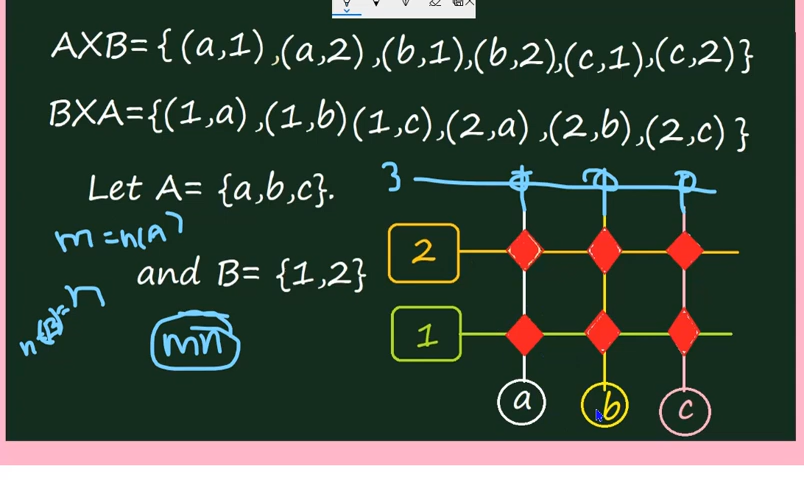 AXB={(a,1),(a,2),(b,1),(b,2),(c,1),(c,2)}
BXA={(1,a),(1,b)(1,c),(2,a),(2,b),(2,c)}
Let A= {a,b,c}.
3
m=n(A)
2
and B= {1,2}
n(B)=n
mn
1
a
b
c